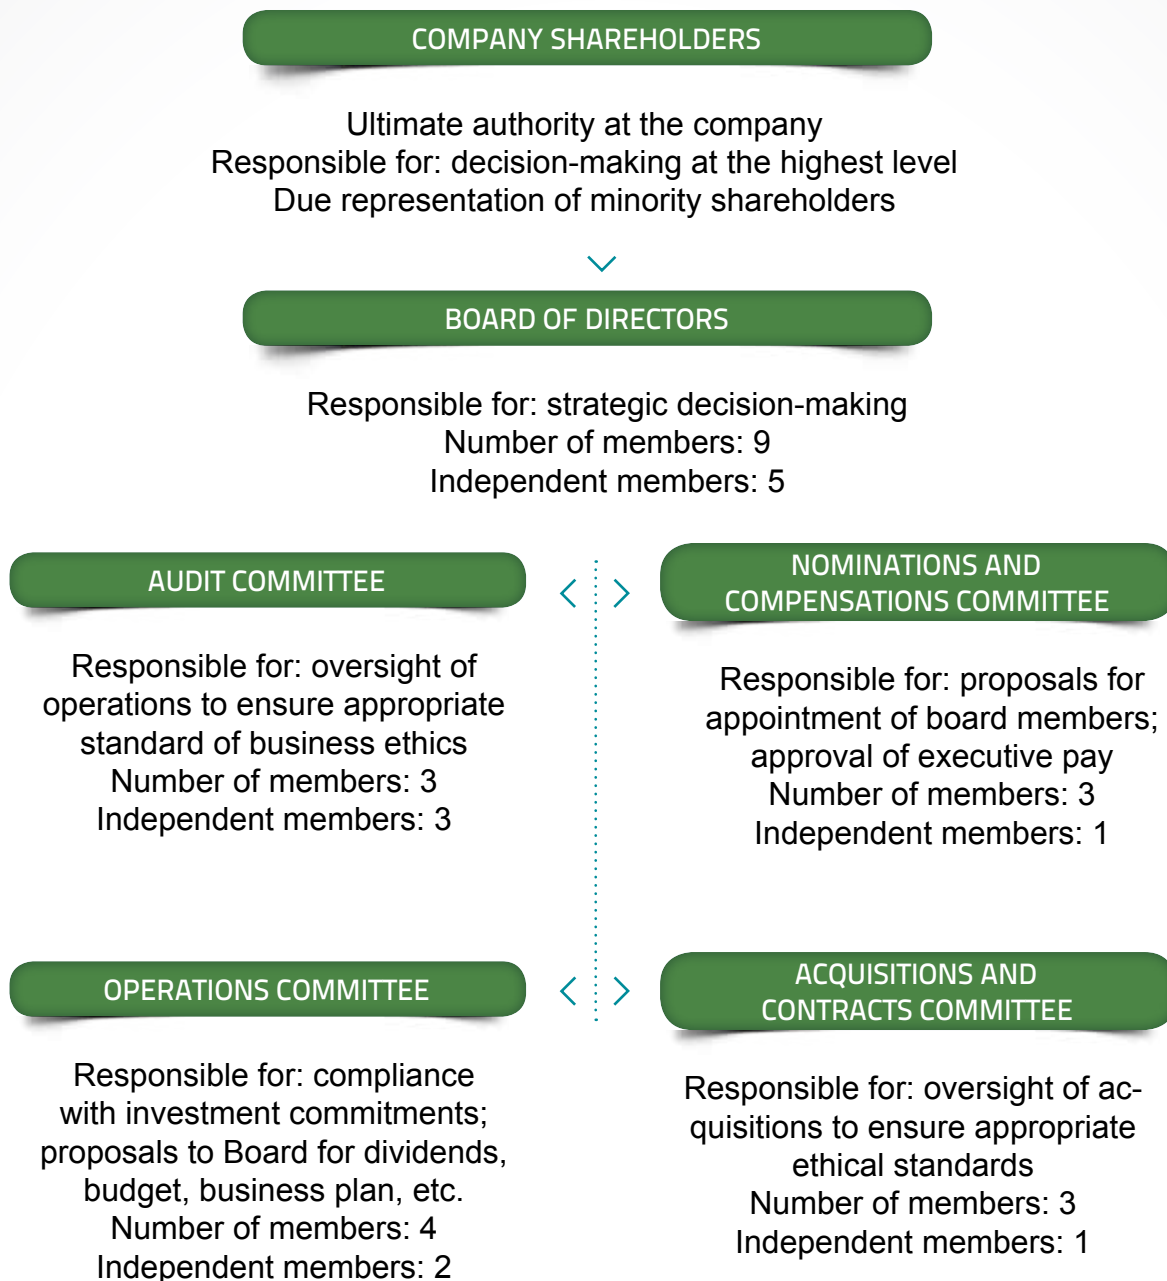 COMPANY SHAREHOLDERS
Ultimate authority at the company
Responsible for: decision-making at the highest level
Due representation of minority shareholders
BOARD OF DIRECTORS
Responsible for: strategic decision-making
Number of members: 9
Independent members: 5
AUDIT COMMITTEE
Responsible for: oversight of
operations to ensure appropriate
standard of business ethics
Number of members: 3
Independent members: 3
NOMINATIONS AND
COMPENSATIONS COMMITTEE
Responsible for: proposals for
appointment of board members;
approval of executive pay
Number of members: 3
Independent members: 1
OPERATIONS COMMITTEE
Responsible for: compliance
with investment commitments;
proposals to Board for dividends,
budget, business plan, etc.
Number of members: 4
Independent members: 2
ACQUISITIONS AND
CONTRACTS COMMITTEE
Responsible for: oversight of ac-
quisitions to ensure appropriate
ethical standards
Number of members: 3
Independent members: 1